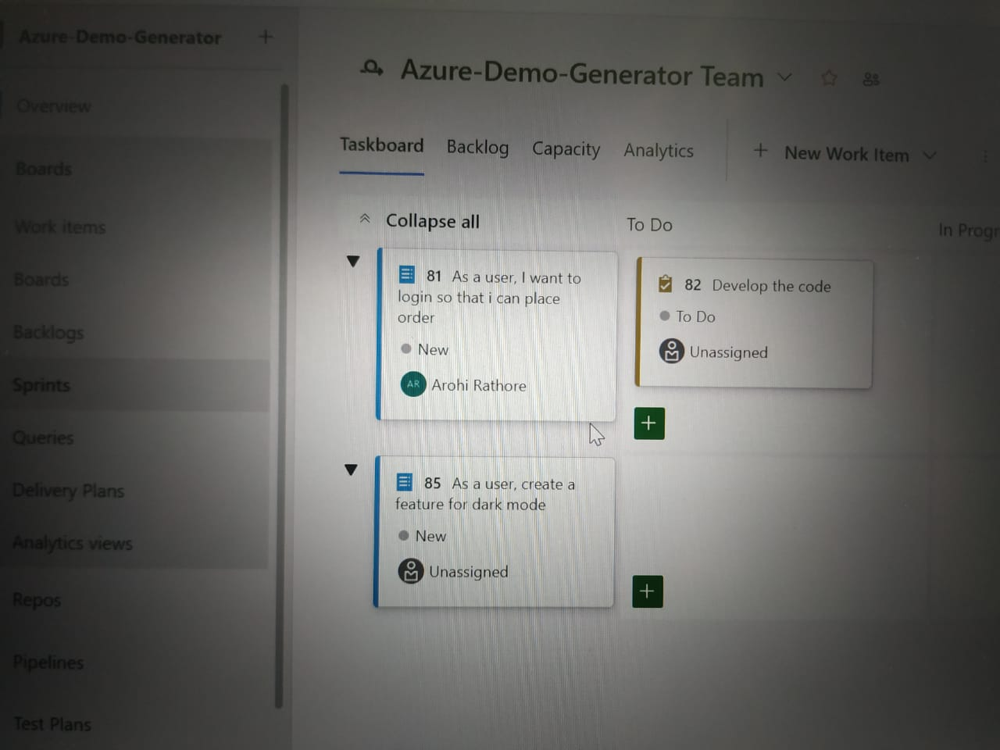 Azure-Demo-Generator
Overview
Boards
Work items
Boards
Backlogs
Sprints
Queries
Delivery Plans
Analytics views
Repos
Pipelines
Test Plans
Azure-Demo-Generator Team
Taskboard Backlog Capacity Analytics + New Work Item
Collapse all
To Do
In Progr
81 As a user, I want to
login so that i can place
order
New
AR Arohi Rathore
82 Develop the code
To Do
Unassigned
85 As a user, create a
feature for dark mode
New
Unassigned